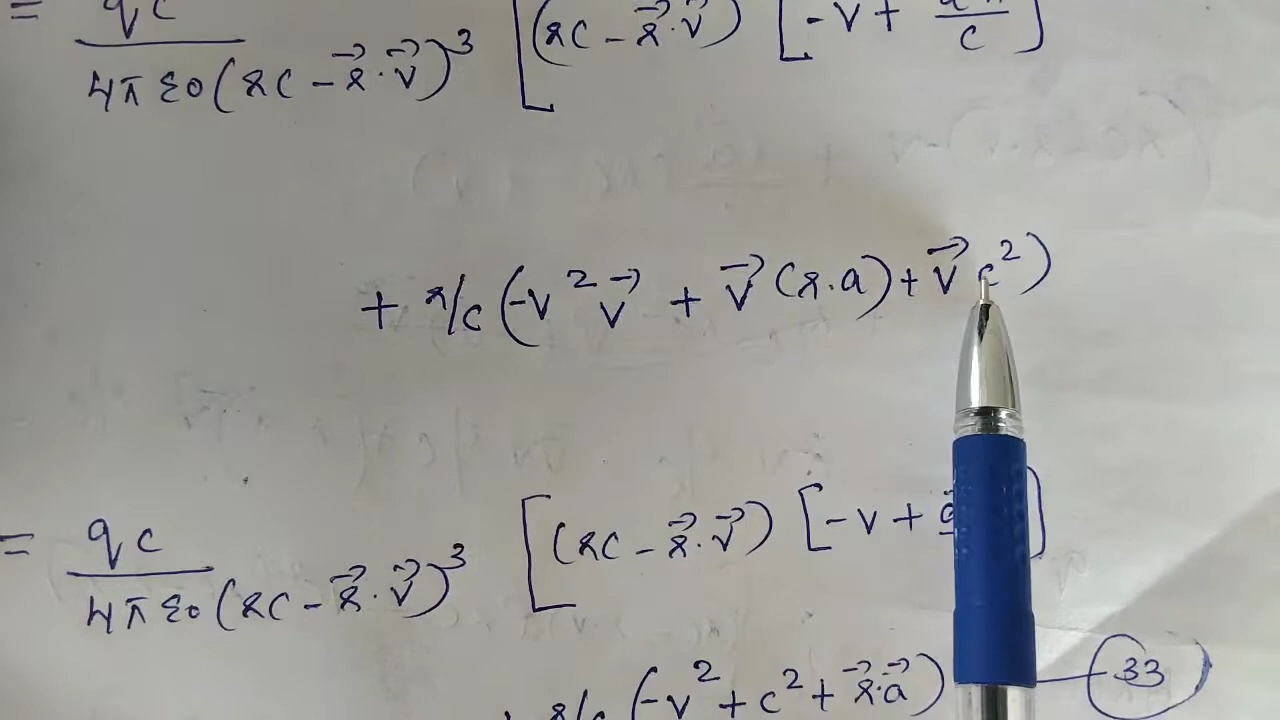 = qc / 4πε0(rc − r⃗·v⃗)³ [(rc − r⃗·v⃗) [−v + /c]
+ r/c (−v² v⃗ + v⃗ (r.a) + v⃗ c²)
= qc / 4πε0(rc − r⃗·v⃗)³ [(rc − r⃗·v⃗) [−v + ]
r/c (−v² + c² + r⃗·a⃗) — 33